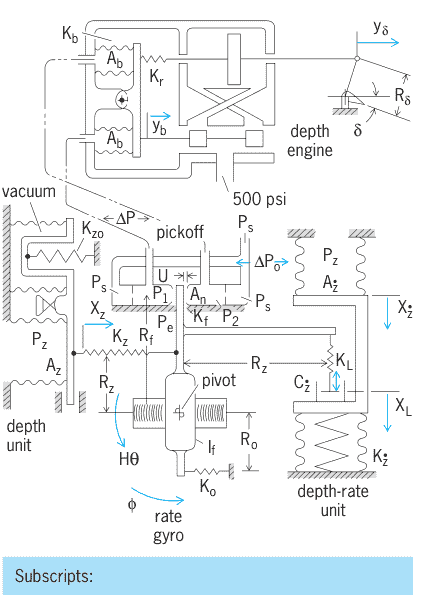 K_b
A_b
K_r
y_δ
R_δ
δ
A_b
y_b
depth
engine
500 psi
vacuum
K_zo
ΔP
pickoff
P_s
ΔP_o
P_z
A_ż
P_s
U
P_1
A_n
P_s
X_ż
X_z
P_e
K_f
P_2
P_z
K_z
R_f
R_z
K_L
A_z
R_z
pivot
C_ż
X_L
depth
unit
Hθ
I_f
R_o
K_ż
K_o
φ
rate
gyro
depth-rate
unit
Subscripts: